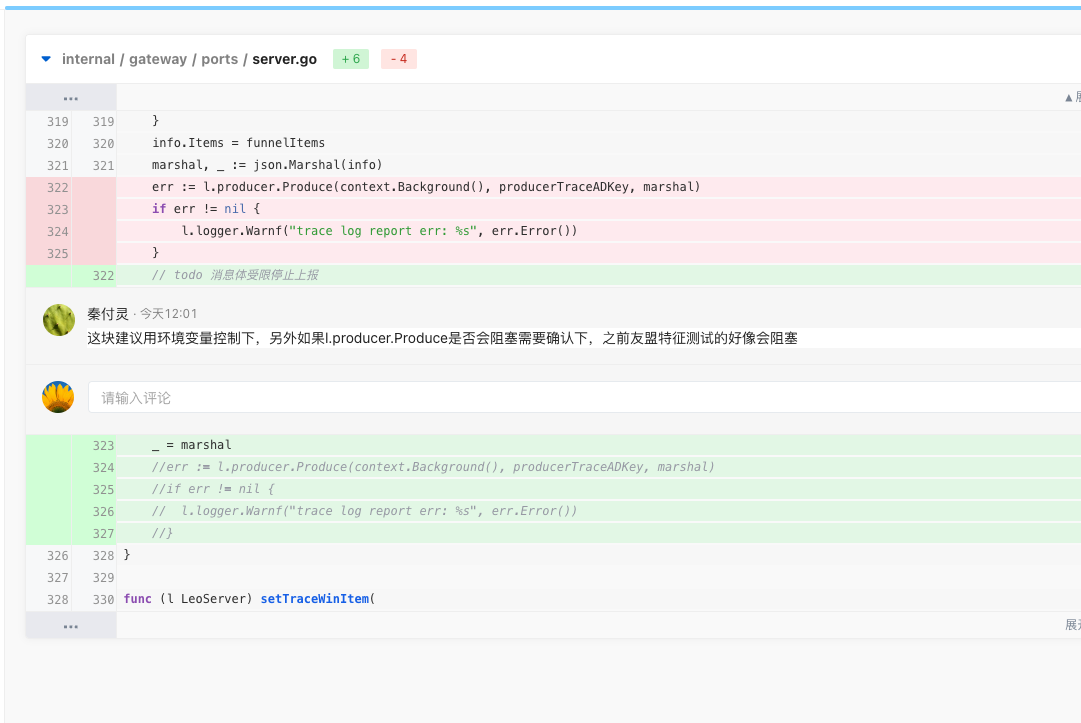 internal / gateway / ports / server.go + 6 - 4
... ▲ 展
319 319 }
320 320 info.Items = funnelItems
321 321 marshal, _ := json.Marshal(info)
322 err := l.producer.Produce(context.Background(), producerTraceADKey, marshal)
323 if err != nil {
324 l.logger.Warnf("trace log report err: %s", err.Error())
325 }
322 // todo 消息体受限停止上报
秦付灵 · 今天12:01
这块建议用环境变量控制下，另外如果l.producer.Produce是否会阻塞需要确认下，之前友盟特征测试的好像会阻塞
请输入评论
323 _ = marshal
324 //err := l.producer.Produce(context.Background(), producerTraceADKey, marshal)
325 //if err != nil {
326 //  l.logger.Warnf("trace log report err: %s", err.Error())
327 //}
326 328 }
327 329
328 330 func (l LeoServer) setTraceWinItem(
... 展开